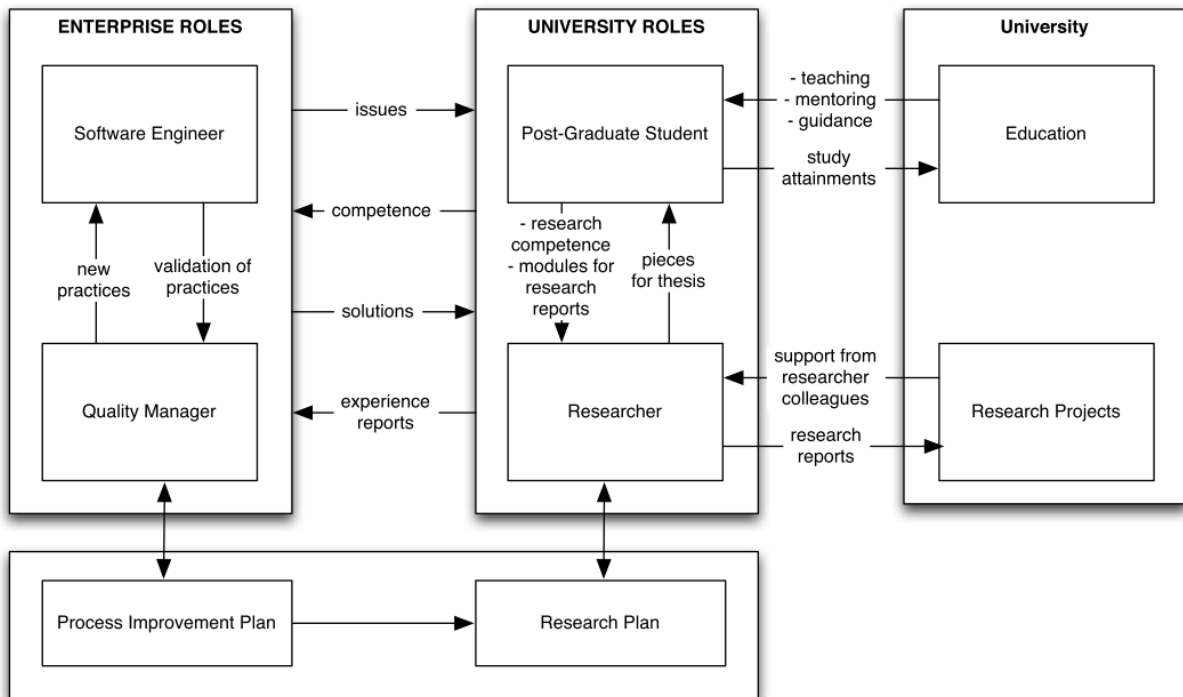 ENTERPRISE ROLES
UNIVERSITY ROLES
University
Software Engineer
Post-Graduate Student
Education
issues
competence
solutions
experience
reports
new
practices
validation of
practices
Quality Manager
- research
competence
- modules for
research
reports
pieces
for thesis
Researcher
- teaching
- mentoring
- guidance
study
attainments
support from
researcher
colleagues
research
reports
Research Projects
Process Improvement Plan
Research Plan